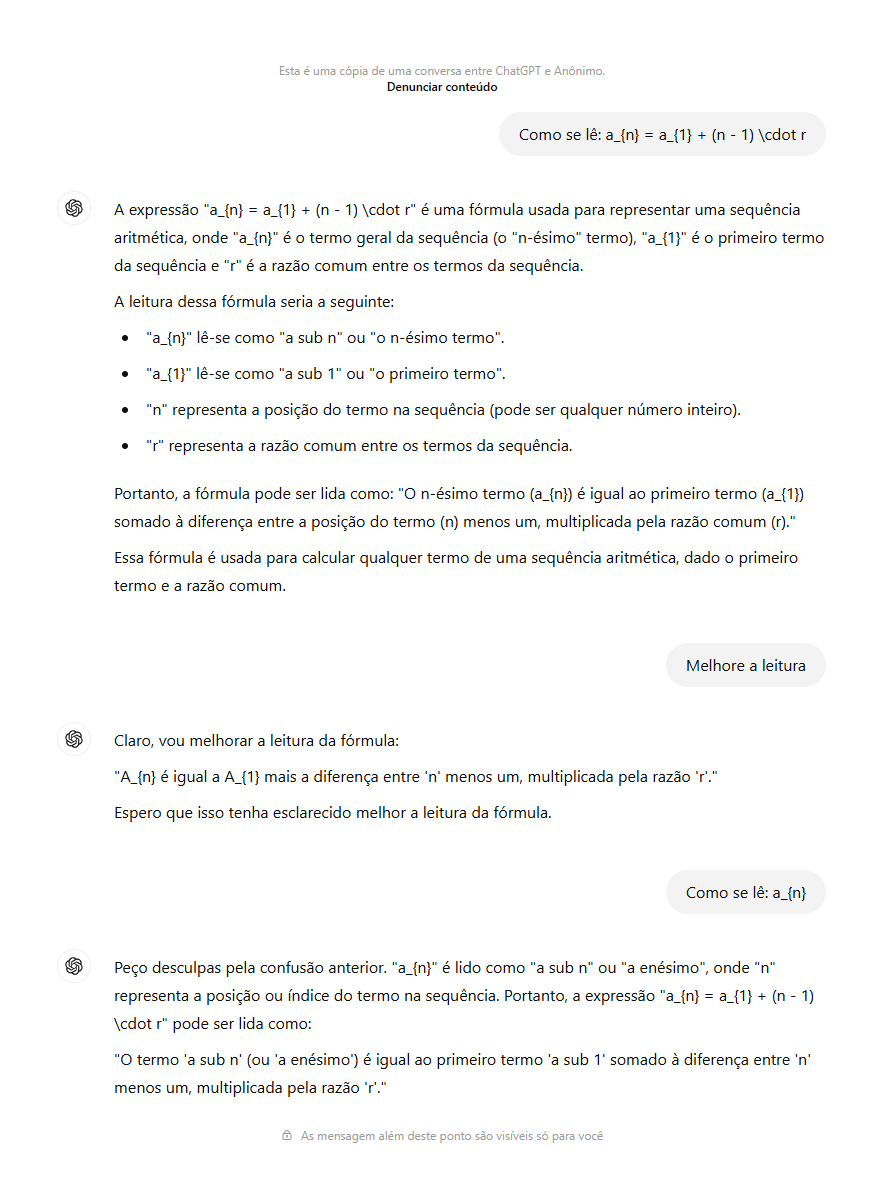 Esta é uma cópia de uma conversa entre ChatGPT e Anônimo.
Denunciar conteúdo
Como se lê: a_{n} = a_{1} + (n - 1) \cdot r
A expressão "a_{n} = a_{1} + (n - 1) \cdot r" é uma fórmula usada para representar uma sequência
aritmética, onde "a_{n}" é o termo geral da sequência (o "n-ésimo" termo), "a_{1}" é o primeiro termo
da sequência e "r" é a razão comum entre os termos da sequência.
A leitura dessa fórmula seria a seguinte:
• "a_{n}" lê-se como "a sub n" ou "o n-ésimo termo".
• "a_{1}" lê-se como "a sub 1" ou "o primeiro termo".
• "n" representa a posição do termo na sequência (pode ser qualquer número inteiro).
• "r" representa a razão comum entre os termos da sequência.
Portanto, a fórmula pode ser lida como: "O n-ésimo termo (a_{n}) é igual ao primeiro termo (a_{1})
somado à diferença entre a posição do termo (n) menos um, multiplicada pela razão comum (r)."
Essa fórmula é usada para calcular qualquer termo de uma sequência aritmética, dado o primeiro
termo e a razão comum.
Melhore a leitura
Claro, vou melhorar a leitura da fórmula:
"A_{n} é igual a A_{1} mais a diferença entre 'n' menos um, multiplicada pela razão 'r'."
Espero que isso tenha esclarecido melhor a leitura da fórmula.
Como se lê: a_{n}
Peço desculpas pela confusão anterior. "a_{n}" é lido como "a sub n" ou "a enésimo", onde "n"
representa a posição ou índice do termo na sequência. Portanto, a expressão "a_{n} = a_{1} + (n - 1)
\cdot r" pode ser lida como:
"O termo 'a sub n' (ou 'a enésimo') é igual ao primeiro termo 'a sub 1' somado à diferença entre 'n'
menos um, multiplicada pela razão 'r'."
As mensagem além deste ponto são visíveis só para você